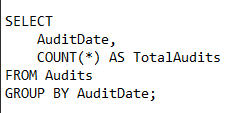 SELECT
    AuditDate,
    COUNT(*) AS TotalAudits
FROM Audits
GROUP BY AuditDate;